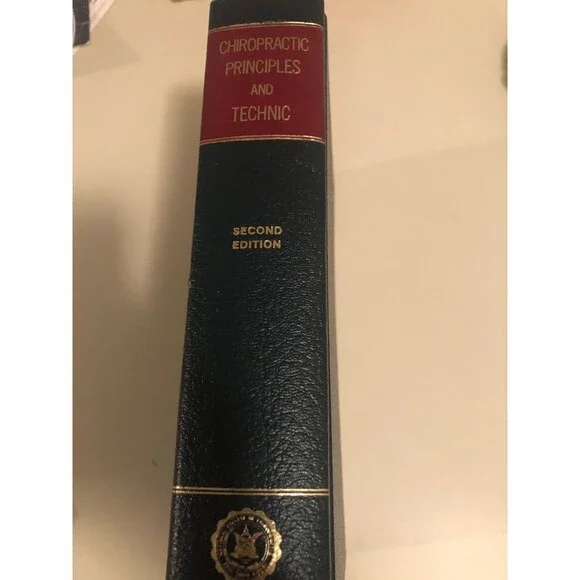 CHIROPRACTIC
PRINCIPLES
AND
TECHNIC
SECOND
EDITION